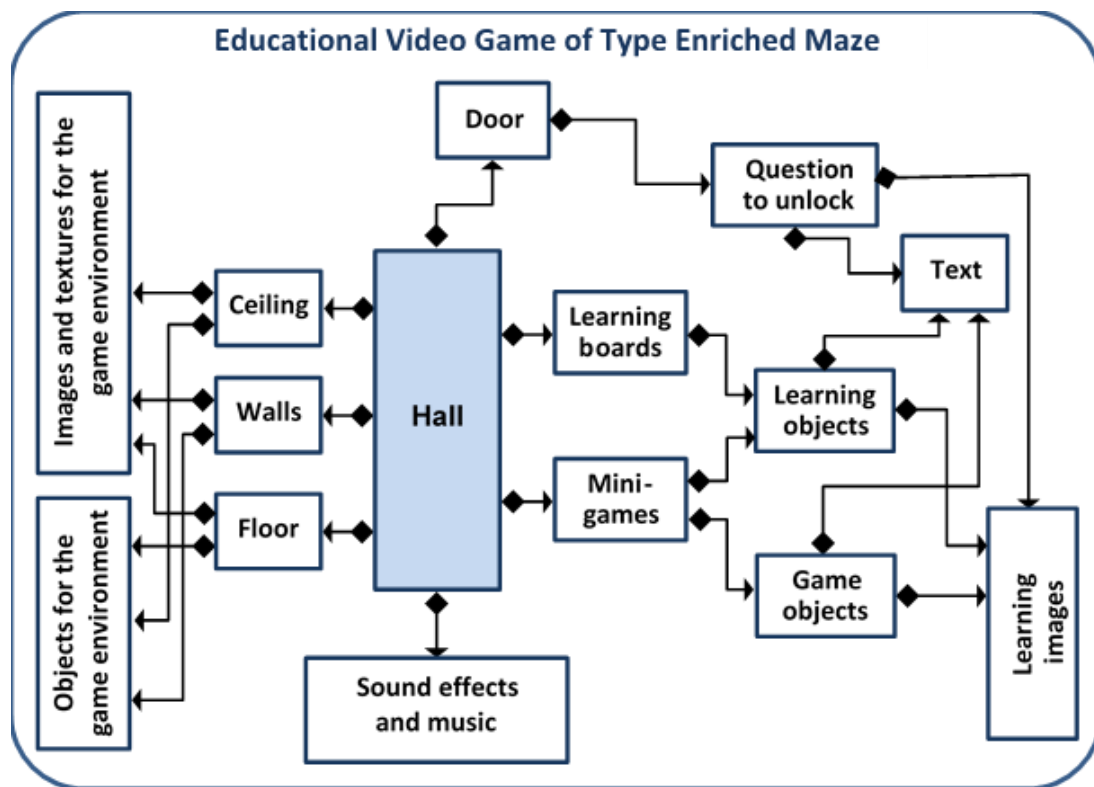 Educational Video Game of Type Enriched Maze
Images and textures for the
game environment
Objects for the
game environment
Door
Question
to unlock
Text
Ceiling
Walls
Floor
Hall
Learning
boards
Mini-
games
Learning
objects
Game
objects
Learning
images
Sound effects
and music